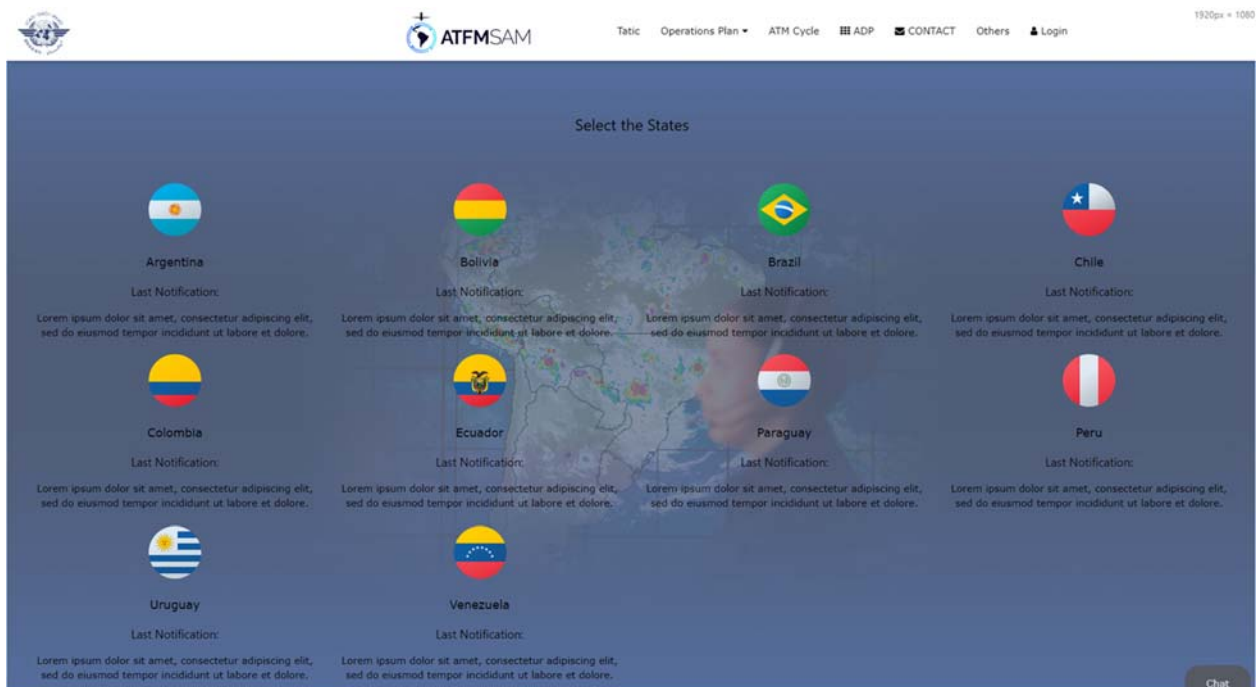 1920px × 1080
ATFMSAM
Tatic Operations Plan ATM Cycle ADP CONTACT Others Login
Select the States
Argentina Bolivia Brazil Chile
Last Notification: Last Notification: Last Notification: Last Notification:
Lorem ipsum dolor sit amet, consectetur adipiscing elit, Lorem ipsum dolor sit amet, consectetur adipiscing elit, Lorem ipsum dolor sit amet, consectetur adipiscing elit, Lorem ipsum dolor sit amet, consectetur adipiscing elit,
sed do eiusmod tempor incididunt ut labore et dolore. sed do eiusmod tempor incididunt ut labore et dolore. sed do eiusmod tempor incididunt ut labore et dolore. sed do eiusmod tempor incididunt ut labore et dolore.
Colombia Ecuador Paraguay Peru
Last Notification: Last Notification: Last Notification: Last Notification:
Lorem ipsum dolor sit amet, consectetur adipiscing elit, Lorem ipsum dolor sit amet, consectetur adipiscing elit, Lorem ipsum dolor sit amet, consectetur adipiscing elit, Lorem ipsum dolor sit amet, consectetur adipiscing elit,
sed do eiusmod tempor incididunt ut labore et dolore. sed do eiusmod tempor incididunt ut labore et dolore. sed do eiusmod tempor incididunt ut labore et dolore. sed do eiusmod tempor incididunt ut labore et dolore.
Uruguay Venezuela
Last Notification: Last Notification:
Lorem ipsum dolor sit amet, consectetur adipiscing elit, Lorem ipsum dolor sit amet, consectetur adipiscing elit,
sed do eiusmod tempor incididunt ut labore et dolore. sed do eiusmod tempor incididunt ut labore et dolore.
Chat